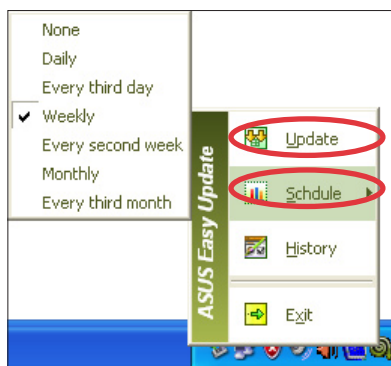 None
Daily
Every third day
Weekly
Every second week
Monthly
Every third month
ASUS Easy Update
Update
Schdule
History
Exit